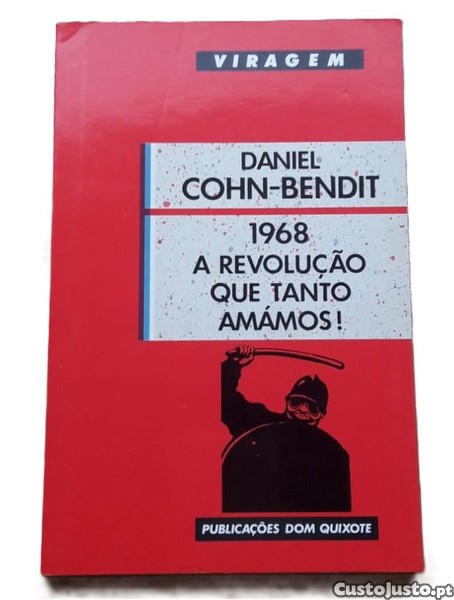 VIRAGEM
DANIEL
COHN-BENDIT
1968
A REVOLUÇÃO
QUE TANTO
AMÁMOS!
PUBLICAÇÕES DOM QUIXOTE
CustoJusto.pt